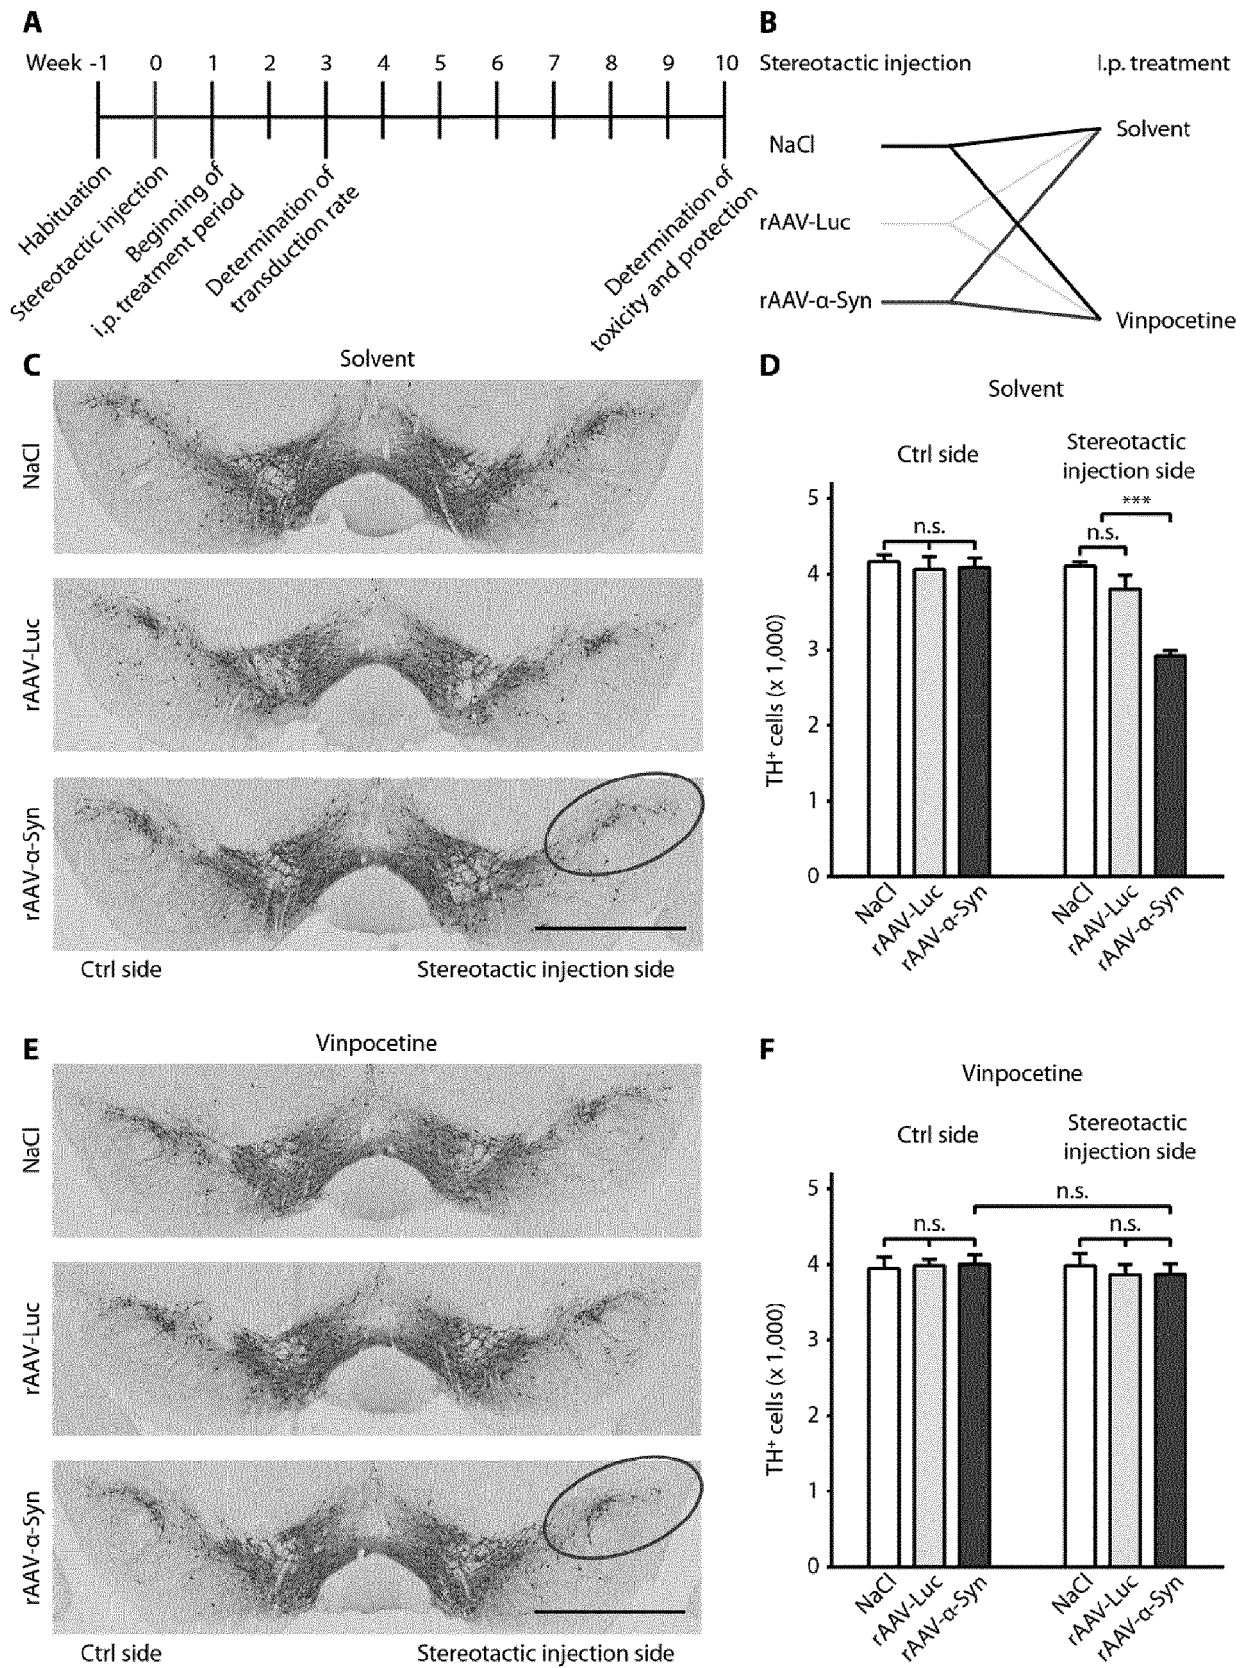 A
Week -1 0 1 2 3 4 5 6 7 8 9 10
Habituation
Stereotactic injection
Beginning of
i.p. treatment period
Determination of
transduction rate
Determination of
toxicity and protection
B
Stereotactic injection
I.p. treatment
NaCl
rAAV-Luc
rAAV-α-Syn
Solvent
Vinpocetine
C
Solvent
NaCl
rAAV-Luc
rAAV-α-Syn
Ctrl side
Stereotactic injection side
D
Solvent
Ctrl side
Stereotactic
injection side
***
n.s.
n.s.
5
4
3
2
1
0
TH⁺ cells (x 1,000)
NaCl
rAAV-Luc
rAAV-α-Syn
NaCl
rAAV-Luc
rAAV-α-Syn
E
Vinpocetine
NaCl
rAAV-Luc
rAAV-α-Syn
Ctrl side
Stereotactic injection side
F
Vinpocetine
Ctrl side
Stereotactic
injection side
n.s.
n.s.
n.s.
5
4
3
2
1
0
TH⁺ cells (x 1,000)
NaCl
rAAV-Luc
rAAV-α-Syn
NaCl
rAAV-Luc
rAAV-α-Syn